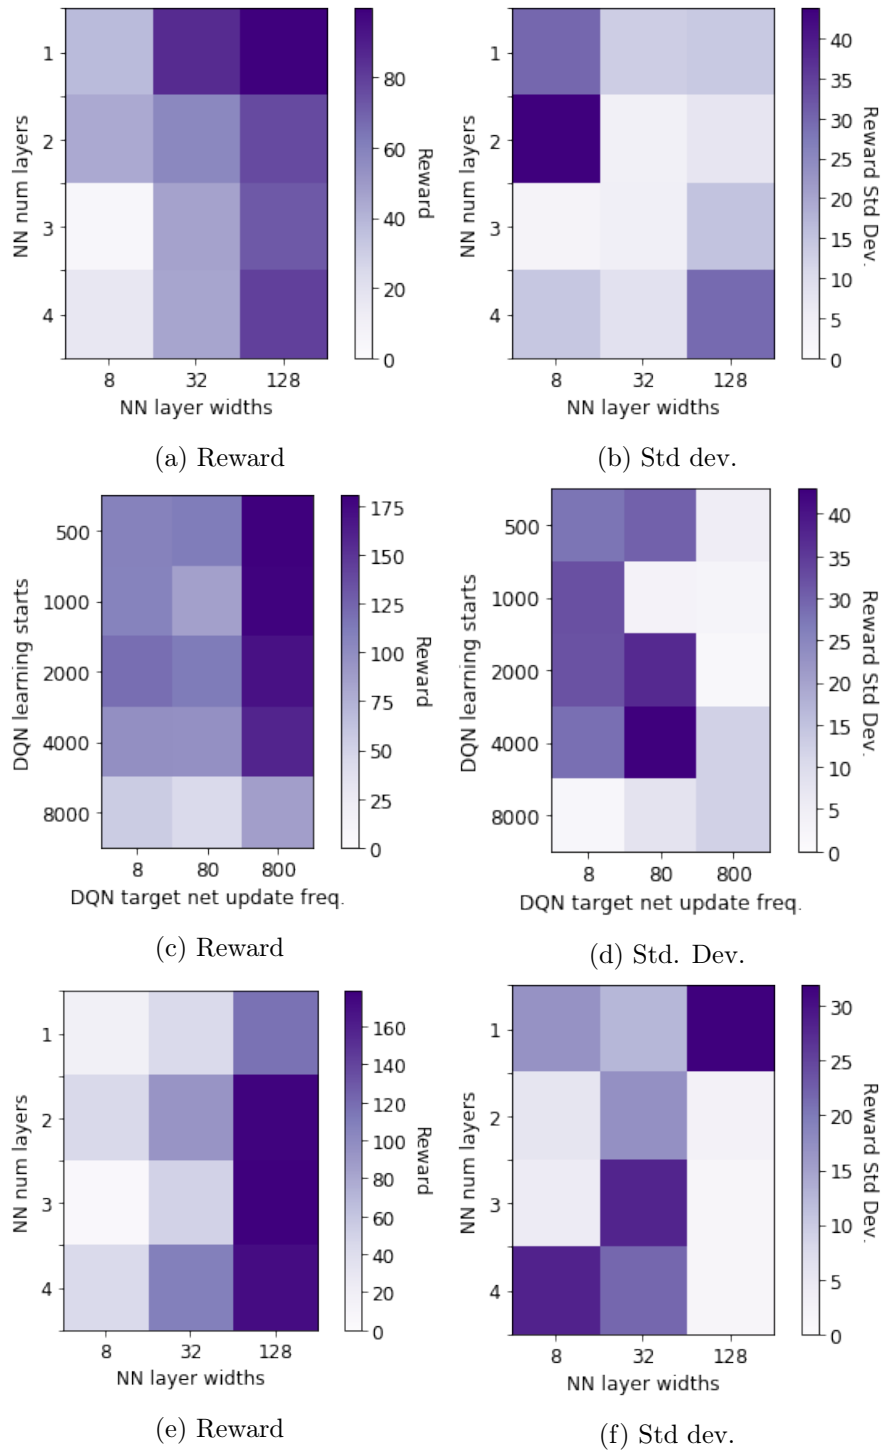 1
2
3
4
NN num layers
8 32 128
NN layer widths
80
60
40
20
0
Reward
(a) Reward
1
2
3
4
NN num layers
8 32 128
NN layer widths
40
35
30
25
20
15
10
5
0
Reward Std Dev.
(b) Std dev.
500
1000
2000
4000
8000
DQN learning starts
8 80 800
DQN target net update freq.
175
150
125
100
75
50
25
0
Reward
(c) Reward
500
1000
2000
4000
8000
DQN learning starts
8 80 800
DQN target net update freq.
40
35
30
25
20
15
10
5
0
Reward Std Dev.
(d) Std. Dev.
1
2
3
4
NN num layers
8 32 128
NN layer widths
160
140
120
100
80
60
40
20
0
Reward
(e) Reward
1
2
3
4
NN num layers
8 32 128
NN layer widths
30
25
20
15
10
5
0
Reward Std Dev.
(f) Std dev.